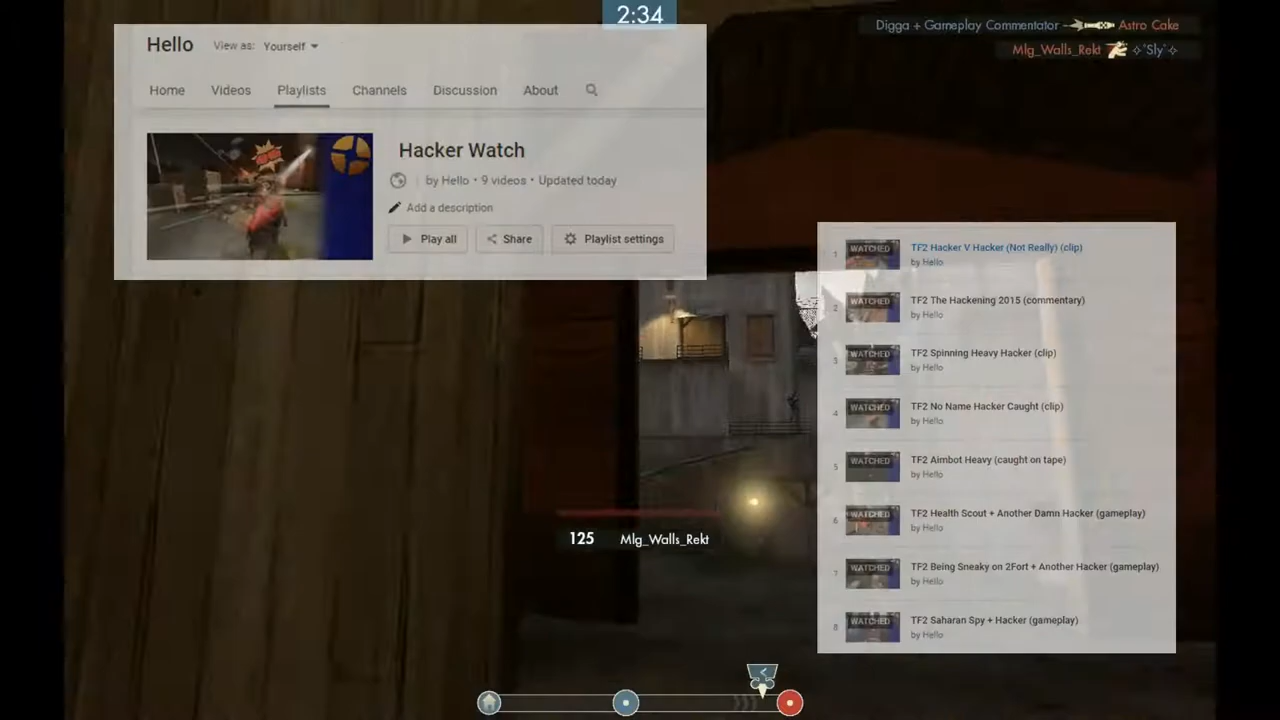 2:34
Digga + Gameplay Commentator Astro Cake
Mlg_Walls_Rekt ✧'Sly'✧
Hello View as: Yourself
Home Videos Playlists Channels Discussion About
Hacker Watch
by Hello • 9 videos • Updated today
Add a description
Play all Share Playlist settings
1 WATCHED TF2 Hacker V Hacker (Not Really) (clip)
by Hello
2 WATCHED TF2 The Hackening 2015 (commentary)
by Hello
3 WATCHED TF2 Spinning Heavy Hacker (clip)
by Hello
4 WATCHED TF2 No Name Hacker Caught (clip)
by Hello
5 WATCHED TF2 Aimbot Heavy (caught on tape)
by Hello
6 WATCHED TF2 Health Scout + Another Damn Hacker (gameplay)
by Hello
7 WATCHED TF2 Being Sneaky on 2Fort + Another Hacker (gameplay)
by Hello
8 WATCHED TF2 Saharan Spy + Hacker (gameplay)
by Hello
125 Mlg_Walls_Rekt